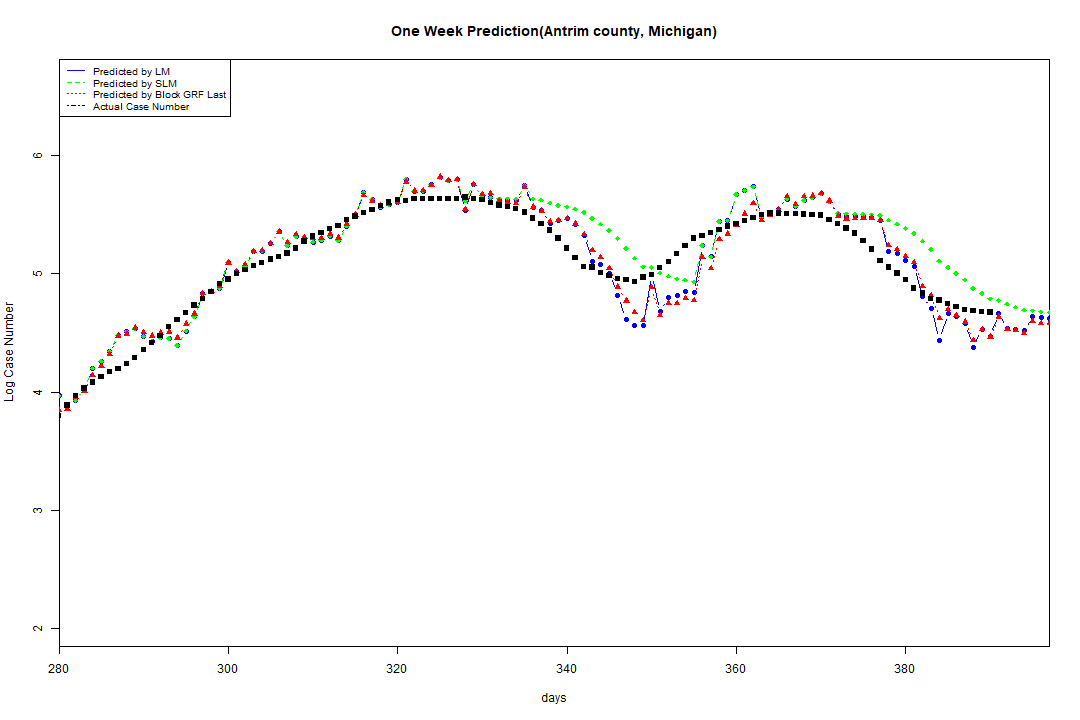 One Week Prediction(Antrim county, Michigan)
Predicted by LM
Predicted by SLM
Predicted by Block GRF Last
Actual Case Number
6
5
4
3
2
Log Case Number
280 300 320 340 360 380
days